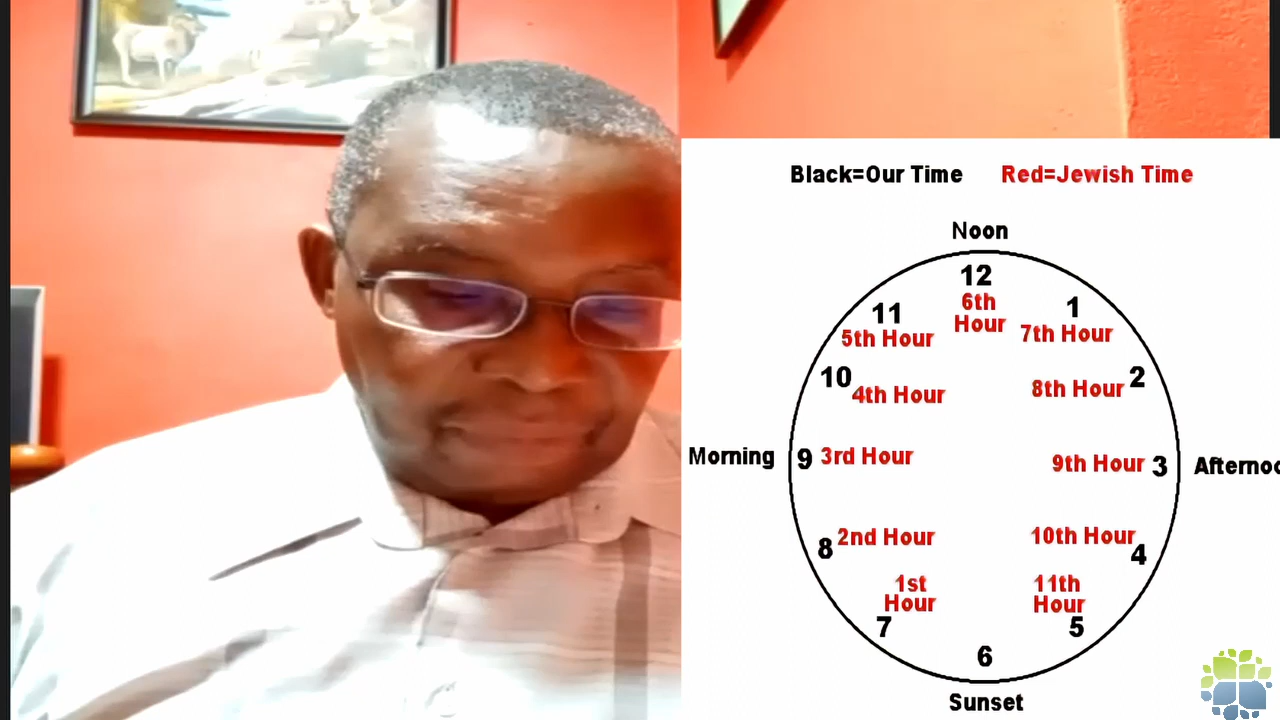 Black=Our Time Red=Jewish Time
Noon
12
6th
Hour
11
5th Hour
1
7th Hour
10
4th Hour
8th Hour 2
Morning 9 3rd Hour
9th Hour 3 Afternoo
8 2nd Hour
10th Hour 4
1st
Hour
7
11th
Hour
5
6
Sunset